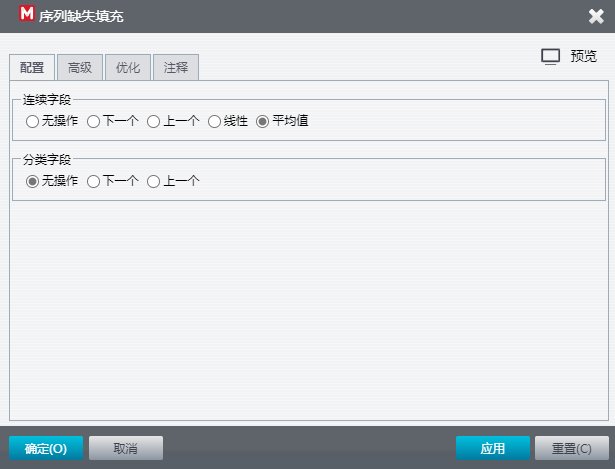 M 序列缺失填充
预览
配置 高级 优化 注释
连续字段
无操作 下一个 上一个 线性 平均值
分类字段
无操作 下一个 上一个
确定(O) 取消 应用 重置(C)